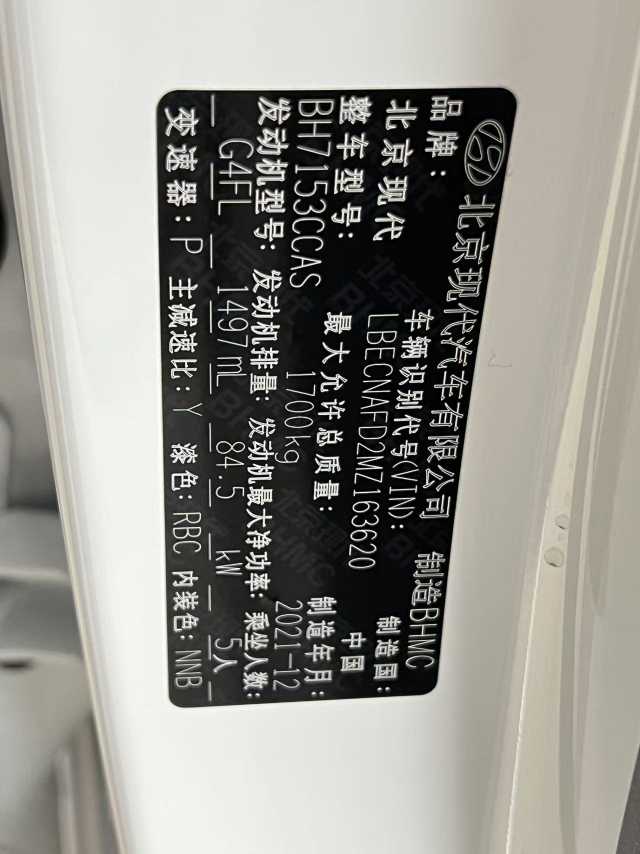 北京现代汽车有限公司 制造BHMC
品牌: 车辆识别代号(VIN): 制造国:
北京现代 LBECNAFD2MZ163620 中国
整车型号: 最大允许总质量: 制造年月:
BH7153CCAS 1700kg 2021-12
发动机型号: 发动机排量: 发动机最大净功率: 乘坐人数:
G4FL 1497mL 84.5 kW 5人
变速器: P 主减速比: Y 漆色: RBC 内装色: NNB